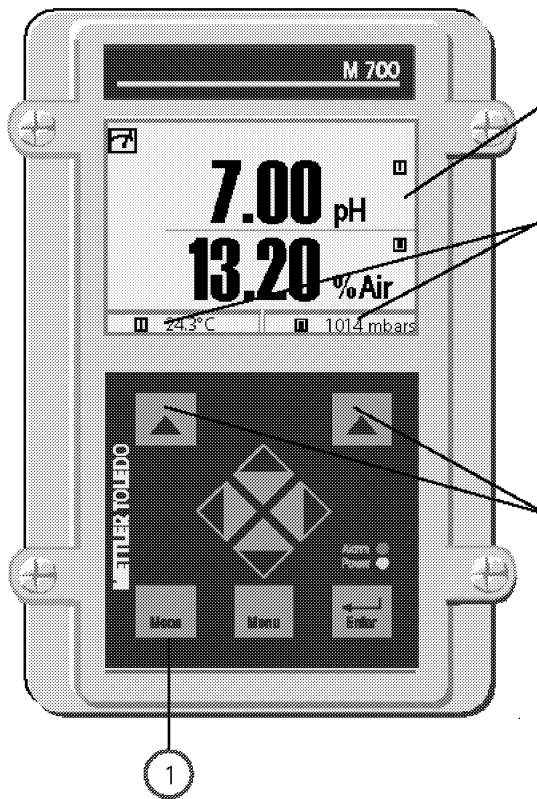 M 700
7.00 pH
13.20 %Air
24.3°C
1014 mbars
METTLER TOLEDO
Alarm
Power
Meas
Menu
Enter
1